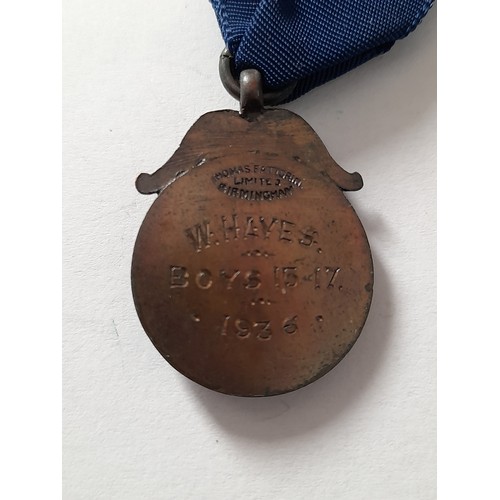 THOMAS FATTORINI
LIMITED
BIRMINGHAM
W. HAYES.
BOYS 15-17.
1936